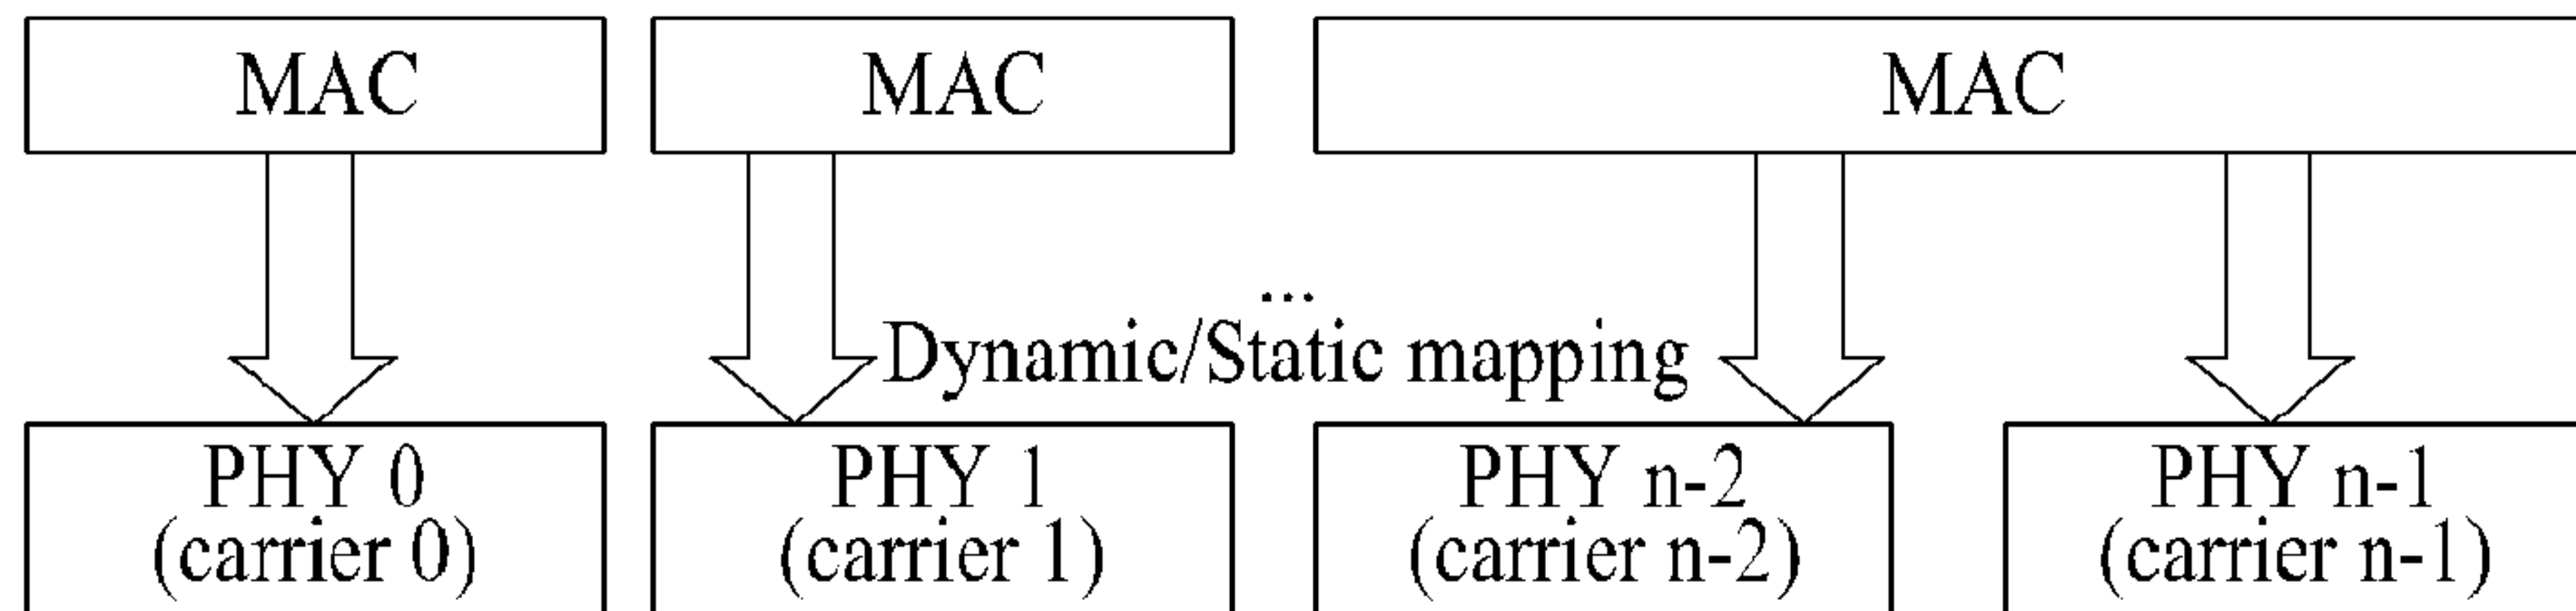 MAC
MAC
MAC
...
Dynamic/Static mapping
PHY 0
(carrier 0)
PHY 1
(carrier 1)
PHY n-2
(carrier n-2)
PHY n-1
(carrier n-1)